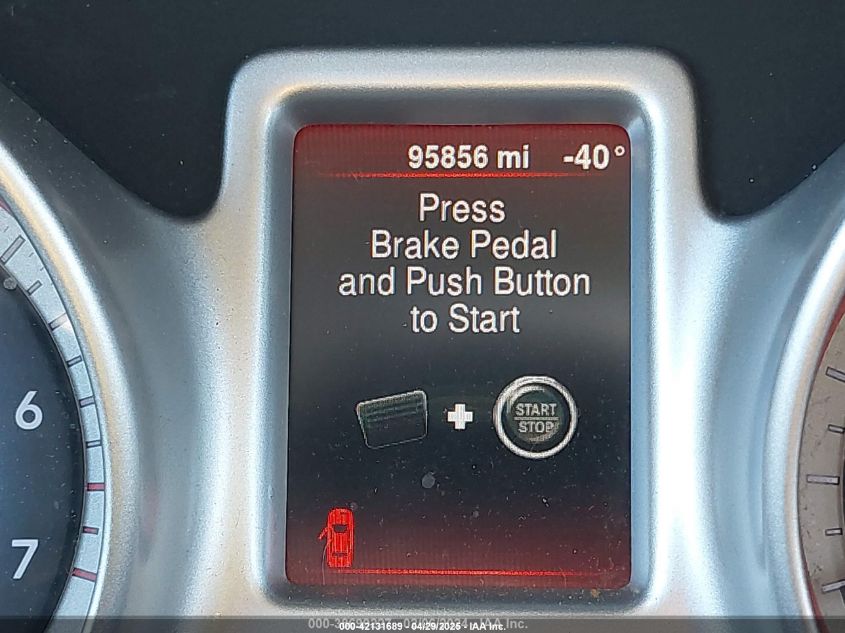 95856 mi -40°
Press
Brake Pedal
and Push Button
to Start
START
STOP
6
7
000-42131689 - 04/29/2025 - IAA Inc.